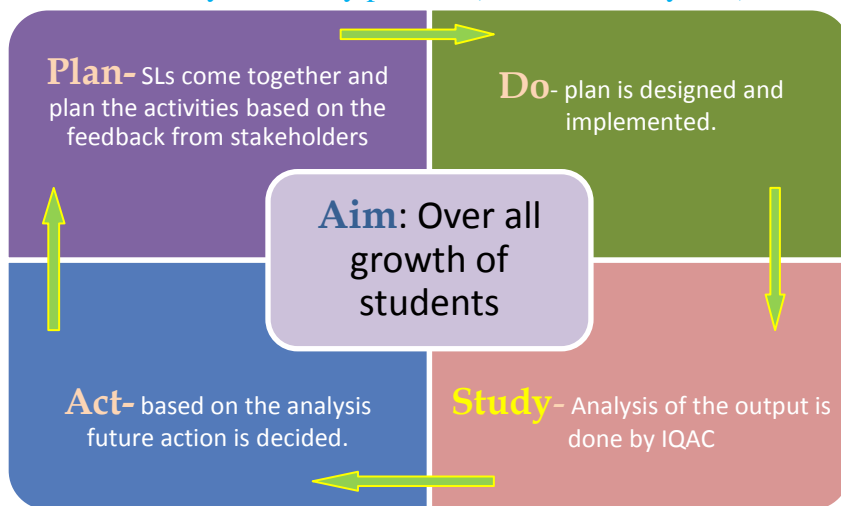 Plan- SLs come together and
plan the activities based on the
feedback from stakeholders
Do- plan is designed and
implemented.
Aim: Over all
growth of
students
Act- based on the analysis
future action is decided.
Study- Analysis of the output is
done by IQAC